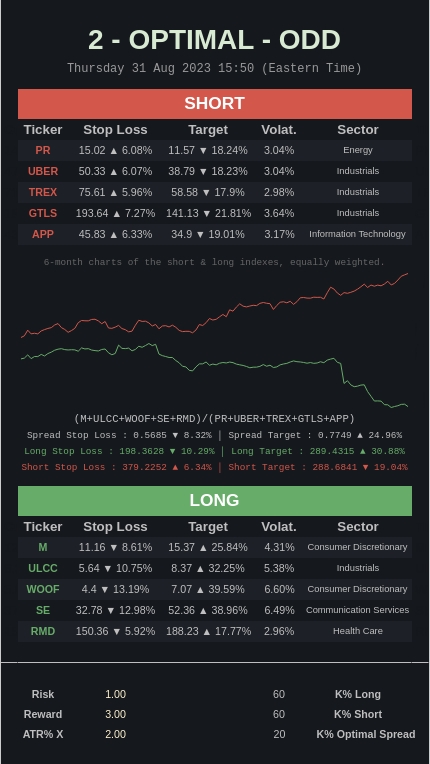 2 - OPTIMAL - ODD
Thursday 31 Aug 2023 15:50 (Eastern Time)
SHORT
Ticker Stop Loss Target Volat. Sector
PR 15.02 ▲ 6.08% 11.57 ▼ 18.24% 3.04% Energy
UBER 50.33 ▲ 6.07% 38.79 ▼ 18.23% 3.04% Industrials
TREX 75.61 ▲ 5.96% 58.58 ▼ 17.9% 2.98% Industrials
GTLS 193.64 ▲ 7.27% 141.13 ▼ 21.81% 3.64% Industrials
APP 45.83 ▲ 6.33% 34.9 ▼ 19.01% 3.17% Information Technology
6-month charts of the short & long indexes, equally weighted.
(M+ULCC+WOOF+SE+RMD)/(PR+UBER+TREX+GTLS+APP)
Spread Stop Loss : 0.5685 ▼ 8.32% | Spread Target : 0.7749 ▲ 24.96%
Long Stop Loss : 198.3628 ▼ 10.29% | Long Target : 289.4315 ▲ 30.88%
Short Stop Loss : 379.2252 ▲ 6.34% | Short Target : 288.6841 ▼ 19.04%
LONG
Ticker Stop Loss Target Volat. Sector
M 11.16 ▼ 8.61% 15.37 ▲ 25.84% 4.31% Consumer Discretionary
ULCC 5.64 ▼ 10.75% 8.37 ▲ 32.25% 5.38% Industrials
WOOF 4.4 ▼ 13.19% 7.07 ▲ 39.59% 6.60% Consumer Discretionary
SE 32.78 ▼ 12.98% 52.36 ▲ 38.96% 6.49% Communication Services
RMD 150.36 ▼ 5.92% 188.23 ▲ 17.77% 2.96% Health Care
Risk 1.00 60 K% Long
Reward 3.00 60 K% Short
ATR% X 2.00 20 K% Optimal Spread